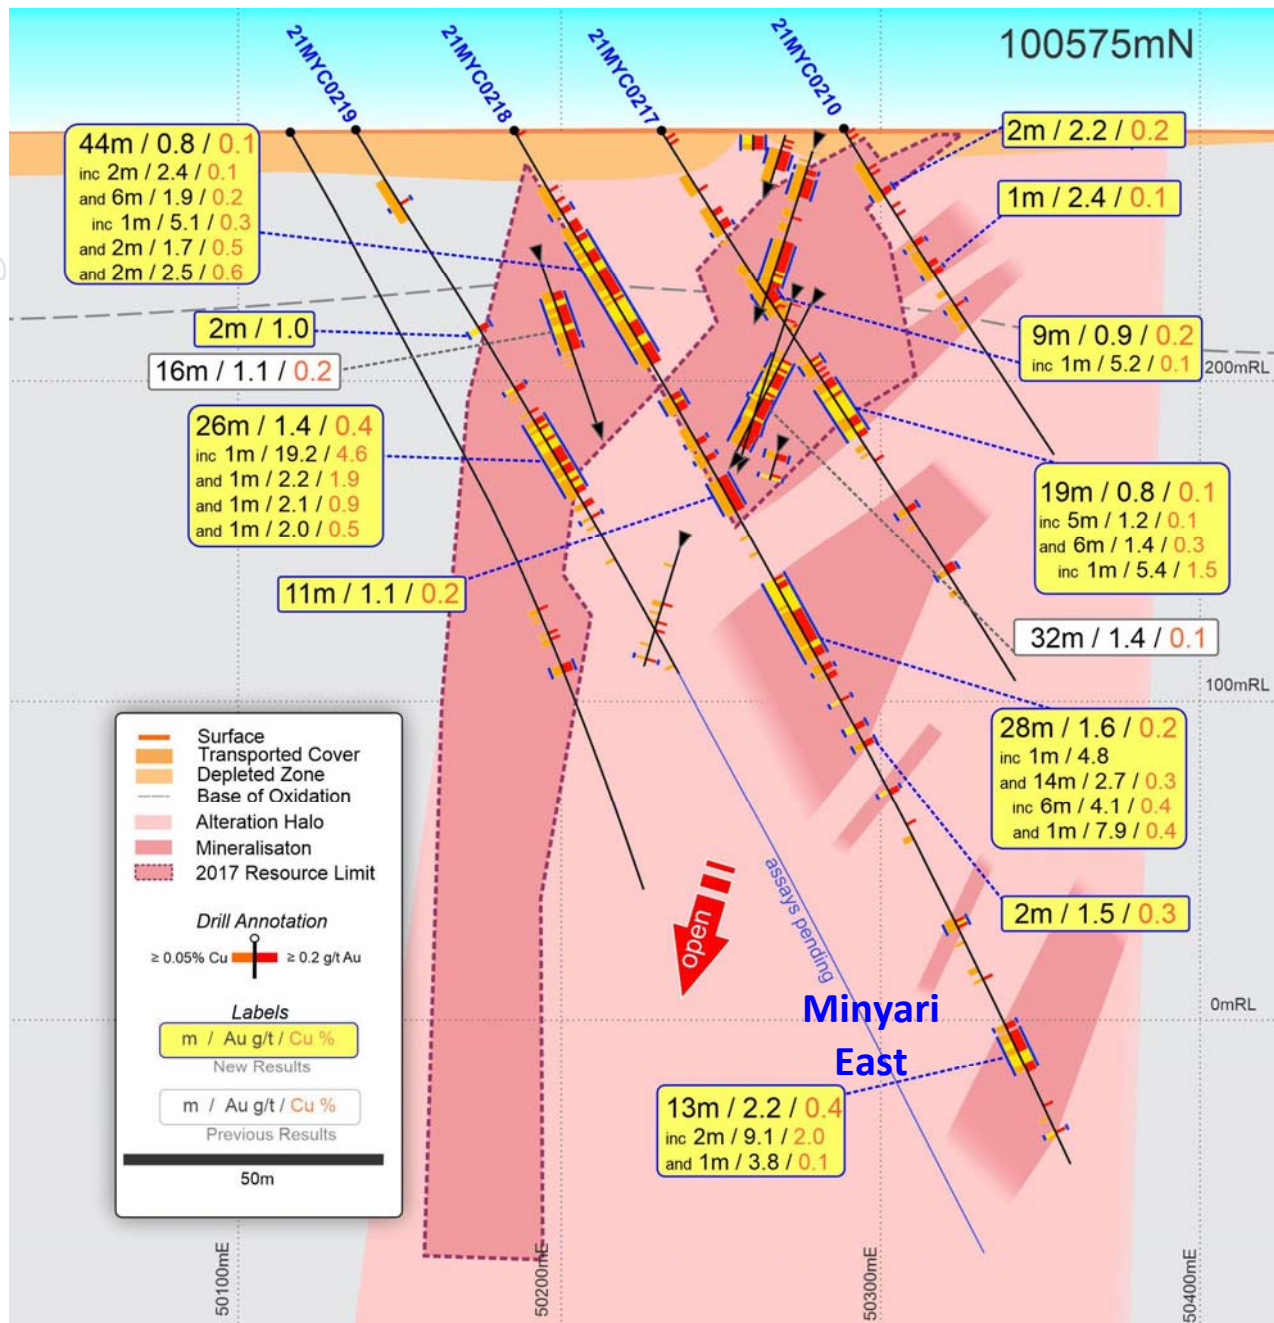 100575mN
21MYC0219
21MYC0218
21MYC0217
21MYC0210
44m / 0.8 / 0.1
inc 2m / 2.4 / 0.1
and 6m / 1.9 / 0.2
inc 1m / 5.1 / 0.3
and 2m / 1.7 / 0.5
and 2m / 2.5 / 0.6
2m / 2.2 / 0.2
1m / 2.4 / 0.1
2m / 1.0
16m / 1.1 / 0.2
9m / 0.9 / 0.2
inc 1m / 5.2 / 0.1
200mRL
26m / 1.4 / 0.4
inc 1m / 19.2 / 4.6
and 1m / 2.2 / 1.9
and 1m / 2.1 / 0.9
and 1m / 2.0 / 0.5
19m / 0.8 / 0.1
inc 5m / 1.2 / 0.1
and 6m / 1.4 / 0.3
inc 1m / 5.4 / 1.5
11m / 1.1 / 0.2
32m / 1.4 / 0.1
100mRL
28m / 1.6 / 0.2
inc 1m / 4.8
and 14m / 2.7 / 0.3
inc 6m / 4.1 / 0.4
and 1m / 7.9 / 0.4
Surface
Transported Cover
Depleted Zone
Base of Oxidation
Alteration Halo
Mineralisaton
2017 Resource Limit
Drill Annotation
≥ 0.05% Cu
≥ 0.2 g/t Au
Labels
m / Au g/t / Cu %
New Results
m / Au g/t / Cu %
Previous Results
50m
open
assays pending
2m / 1.5 / 0.3
Minyari
East
0mRL
13m / 2.2 / 0.4
inc 2m / 9.1 / 2.0
and 1m / 3.8 / 0.1
50100mE
50200mE
50300mE
50400mE